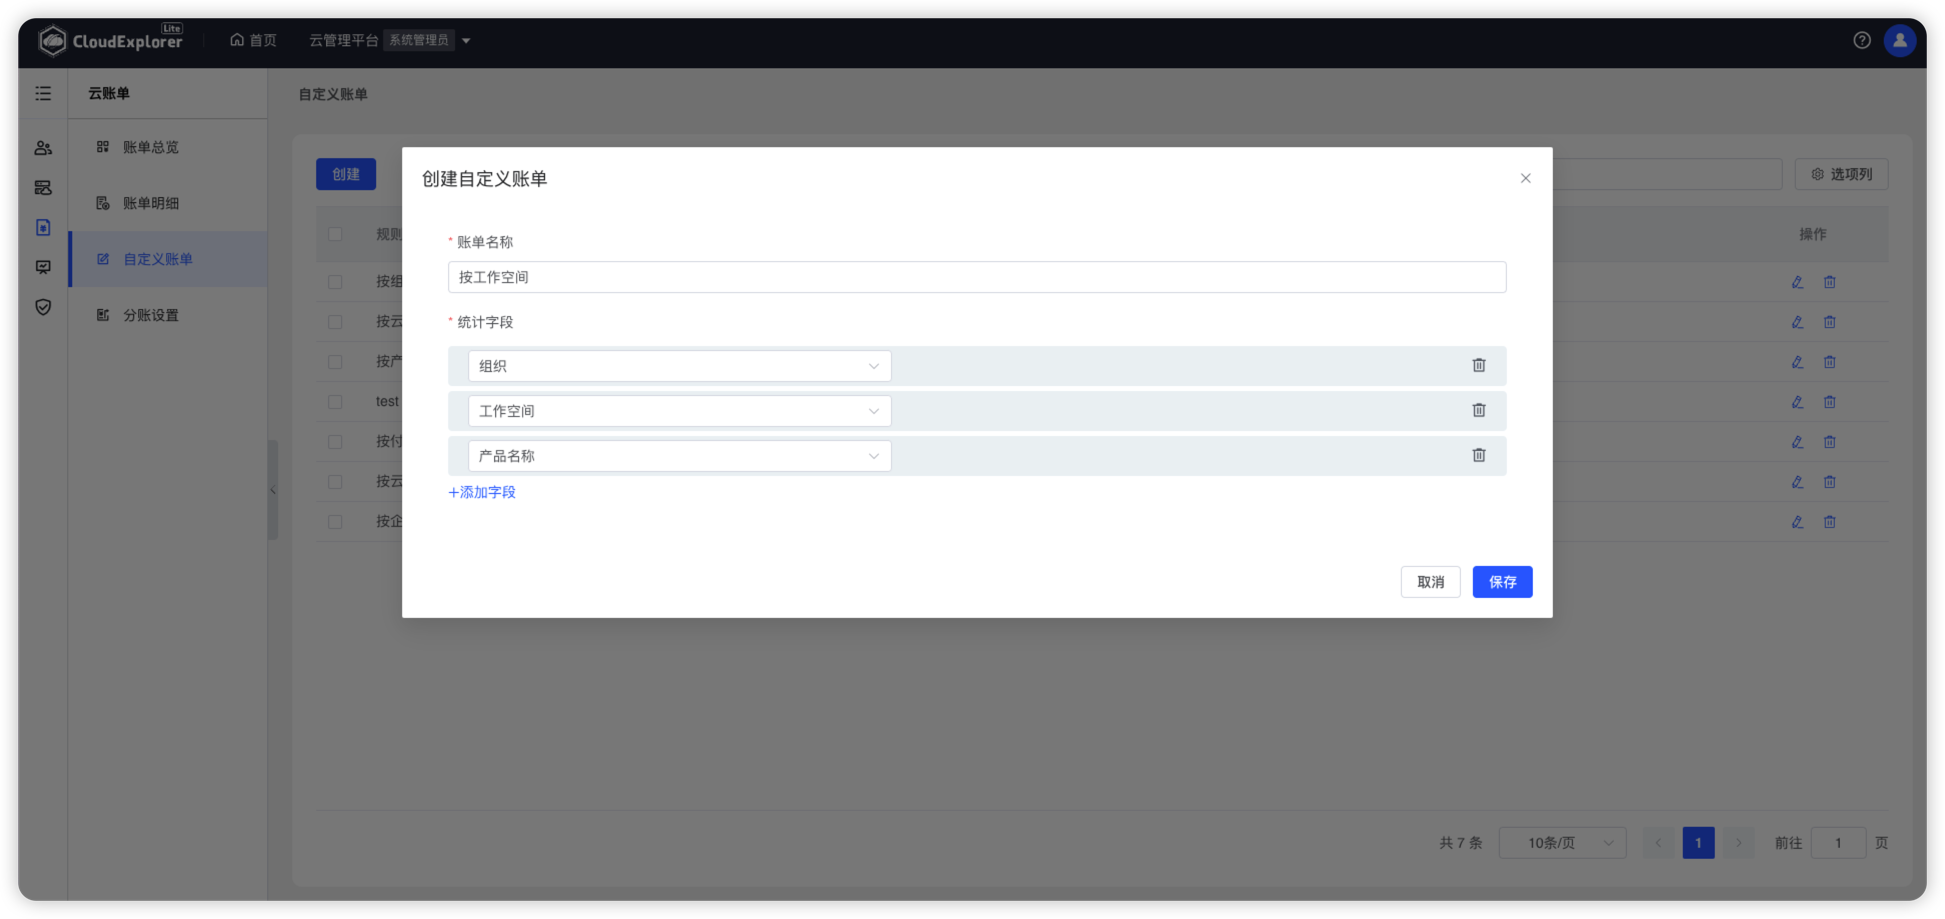 CloudExplorer Lite
首页
云管理平台 系统管理员
云账单
自定义账单
账单总览
账单明细
自定义账单
分账设置
创建
选项列
规则
操作
按组
按云
按产
test
按付
按云
按企
创建自定义账单
* 账单名称
按工作空间
* 统计字段
组织
工作空间
产品名称
+添加字段
取消 保存
共 7 条 10条/页 1 前往 1 页